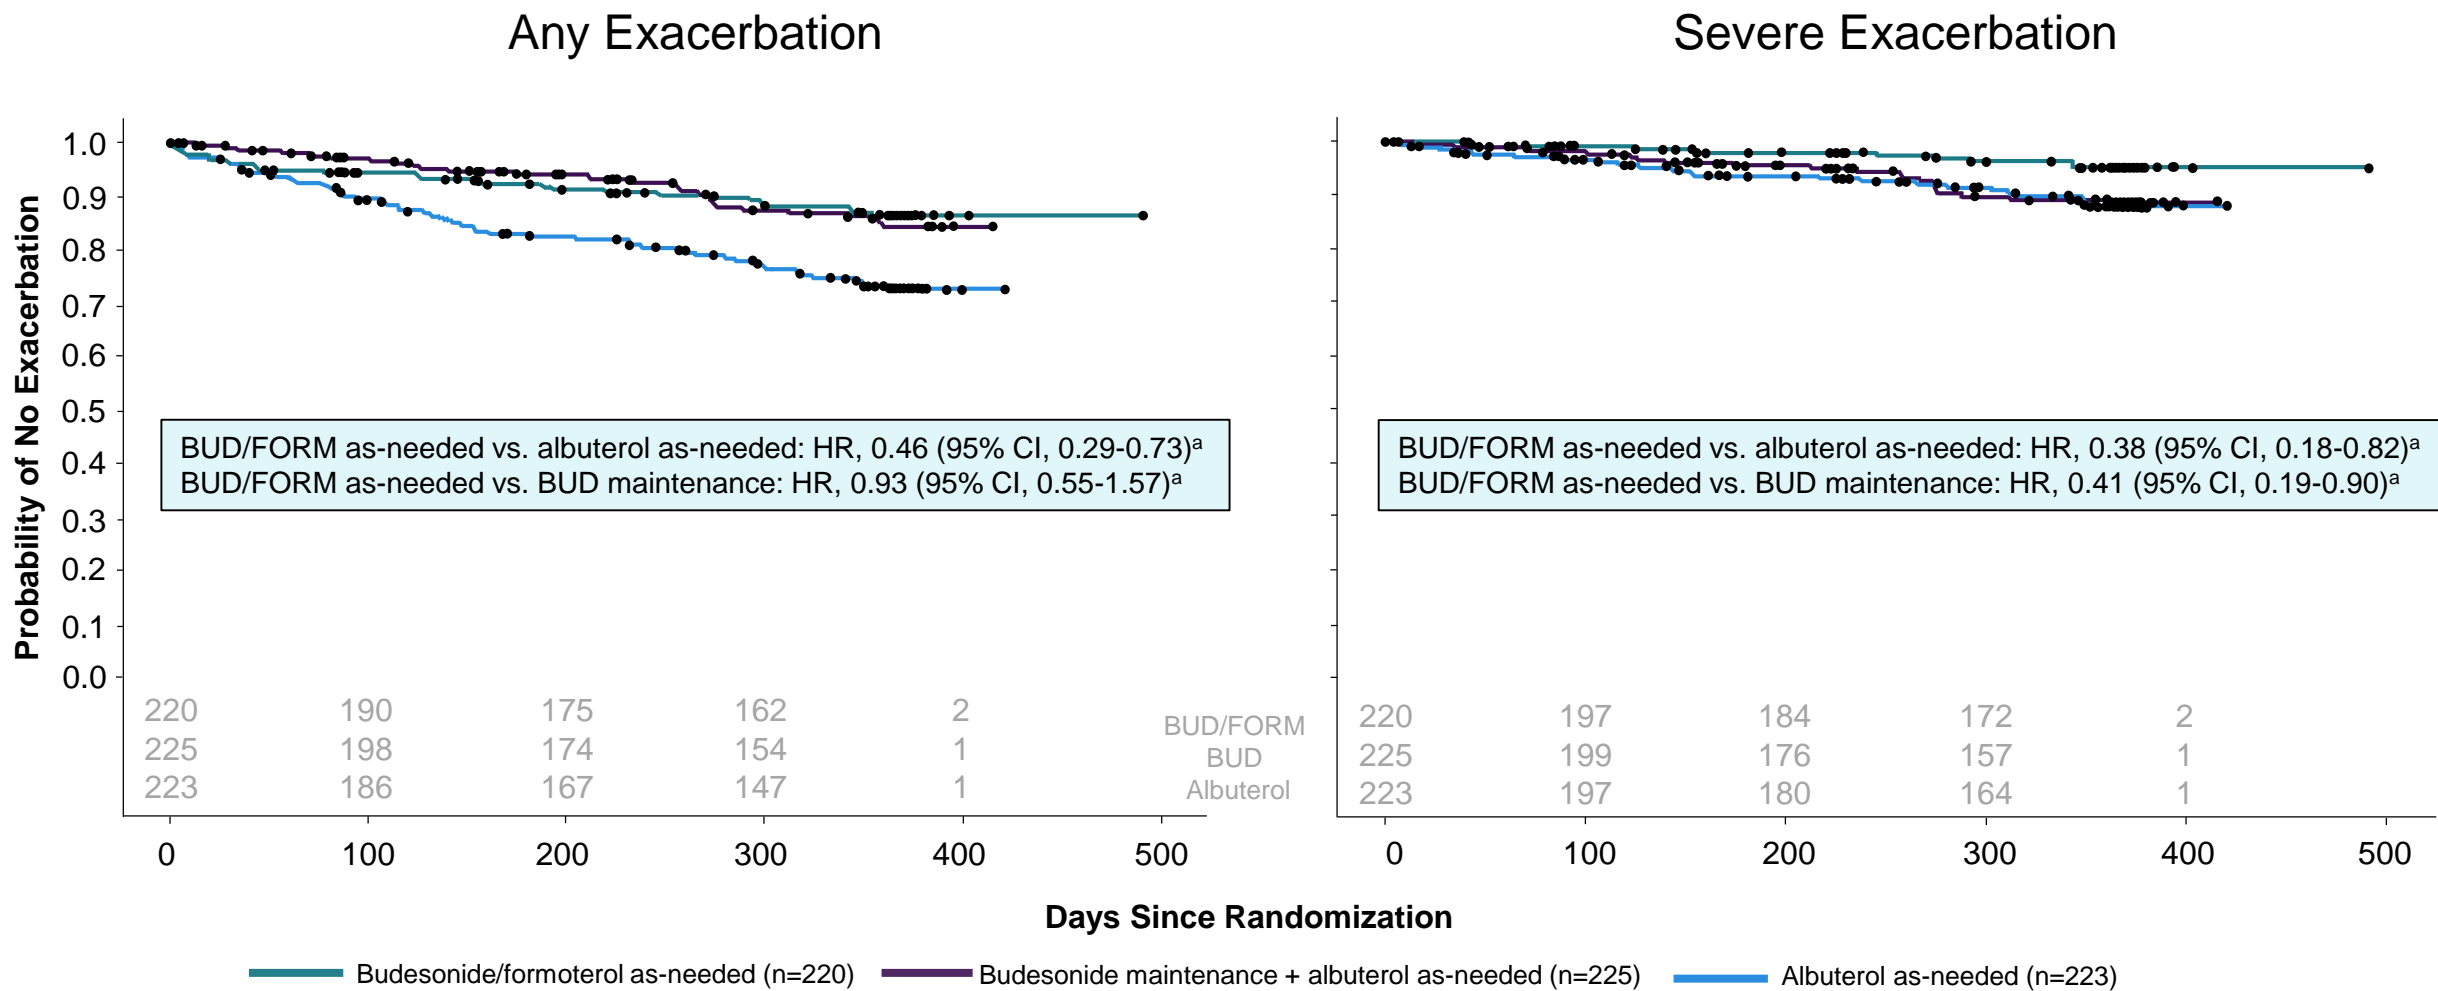 Any Exacerbation
Severe Exacerbation
Probability of No Exacerbation
1.0
0.9
0.8
0.7
0.6
0.5
0.4
0.3
0.2
0.1
0.0
BUD/FORM as-needed vs. albuterol as-needed: HR, 0.46 (95% CI, 0.29-0.73)ᵃ
BUD/FORM as-needed vs. BUD maintenance: HR, 0.93 (95% CI, 0.55-1.57)ᵃ
BUD/FORM as-needed vs. albuterol as-needed: HR, 0.38 (95% CI, 0.18-0.82)ᵃ
BUD/FORM as-needed vs. BUD maintenance: HR, 0.41 (95% CI, 0.19-0.90)ᵃ
220 190 175 162 2
225 198 174 154 1
223 186 167 147 1
BUD/FORM
BUD
Albuterol
220 197 184 172 2
225 199 176 157 1
223 197 180 164 1
0 100 200 300 400 500
0 100 200 300 400 500
Days Since Randomization
Budesonide/formoterol as-needed (n=220)
Budesonide maintenance + albuterol as-needed (n=225)
Albuterol as-needed (n=223)